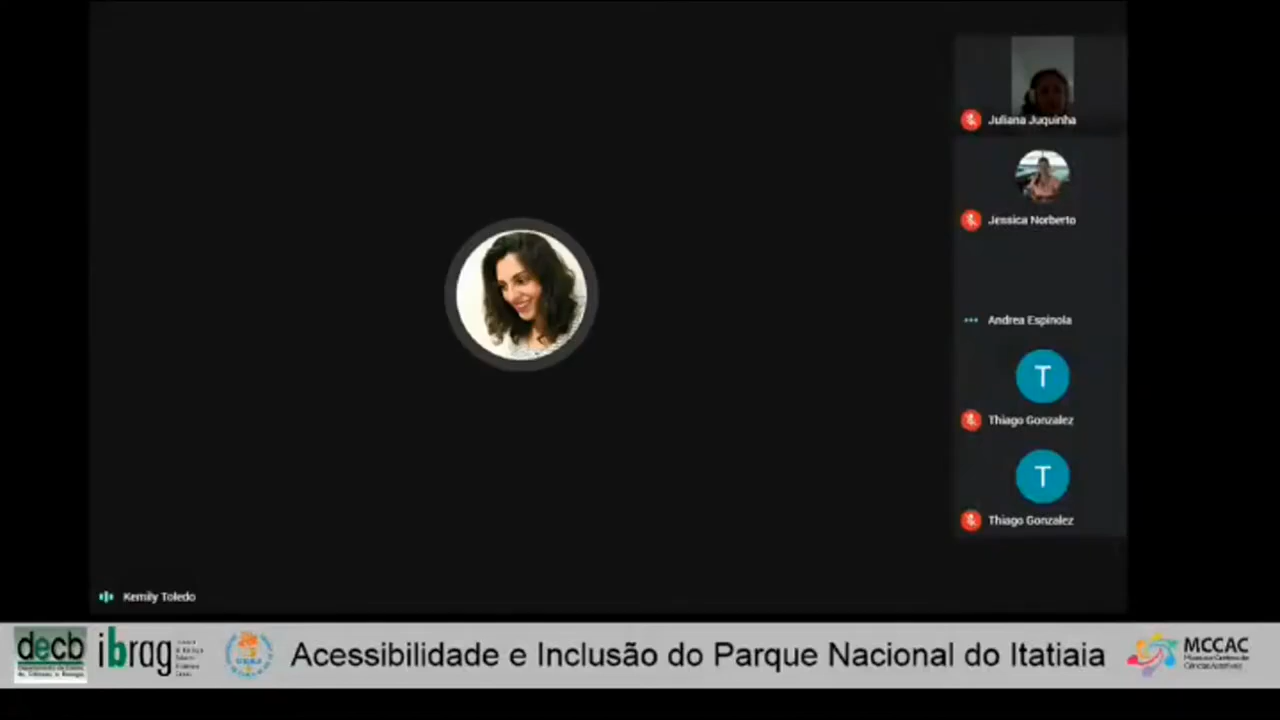 Juliana Juquinha
Jessica Norberto
Andrea Espinola
T
Thiago Gonzalez
T
Thiago Gonzalez
Kemily Toledo
decb
ibrag
UERJ
Acessibilidade e Inclusão do Parque Nacional do Itatiaia
MCCAC